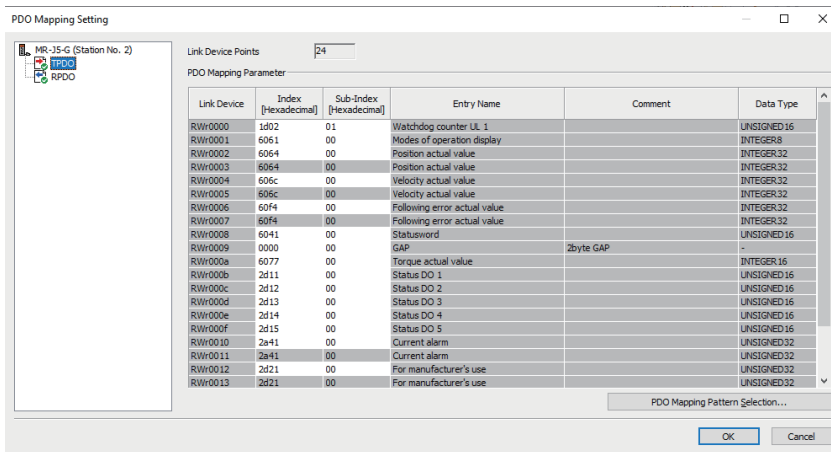 PDO Mapping Setting
MR-J5-G (Station No. 2)
TPDO
RPDO
Link Device Points 24
PDO Mapping Parameter
Link Device Index [Hexadecimal] Sub-Index [Hexadecimal] Entry Name Comment Data Type
RWr0000 1d02 01 Watchdog counter UL 1 UNSIGNED16
RWr0001 6061 00 Modes of operation display INTEGER8
RWr0002 6064 00 Position actual value INTEGER32
RWr0003 6064 00 Position actual value INTEGER32
RWr0004 606c 00 Velocity actual value INTEGER32
RWr0005 606c 00 Velocity actual value INTEGER32
RWr0006 60f4 00 Following error actual value INTEGER32
RWr0007 60f4 00 Following error actual value INTEGER32
RWr0008 6041 00 Statusword UNSIGNED16
RWr0009 0000 00 GAP 2byte GAP -
RWr000a 6077 00 Torque actual value INTEGER16
RWr000b 2d11 00 Status DO 1 UNSIGNED16
RWr000c 2d12 00 Status DO 2 UNSIGNED16
RWr000d 2d13 00 Status DO 3 UNSIGNED16
RWr000e 2d14 00 Status DO 4 UNSIGNED16
RWr000f 2d15 00 Status DO 5 UNSIGNED16
RWr0010 2a41 00 Current alarm UNSIGNED32
RWr0011 2a41 00 Current alarm UNSIGNED32
RWr0012 2d21 00 For manufacturer's use UNSIGNED32
RWr0013 2d21 00 For manufacturer's use UNSIGNED32
PDO Mapping Pattern Selection...
OK Cancel